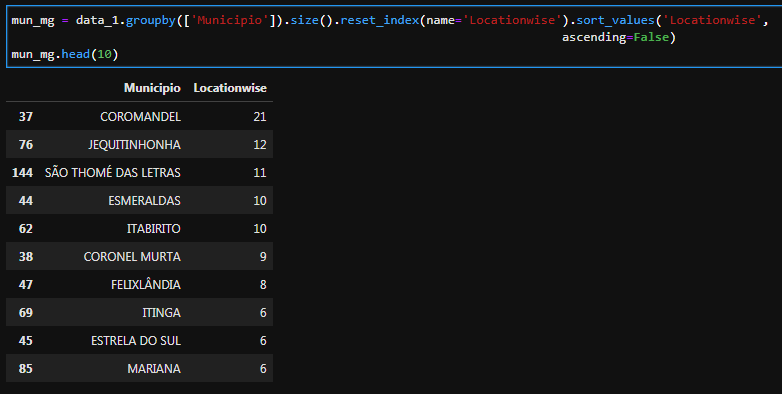 mun_mg = data_1.groupby(['Municipio']).size().reset_index(name='Locationwise').sort_values('Locationwise',
ascending=False)
mun_mg.head(10)
Municipio Locationwise
37 COROMANDEL 21
76 JEQUITINHONHA 12
144 SÃO THOMÉ DAS LETRAS 11
44 ESMERALDAS 10
62 ITABIRITO 10
38 CORONEL MURTA 9
47 FELIXLÂNDIA 8
69 ITINGA 6
45 ESTRELA DO SUL 6
85 MARIANA 6